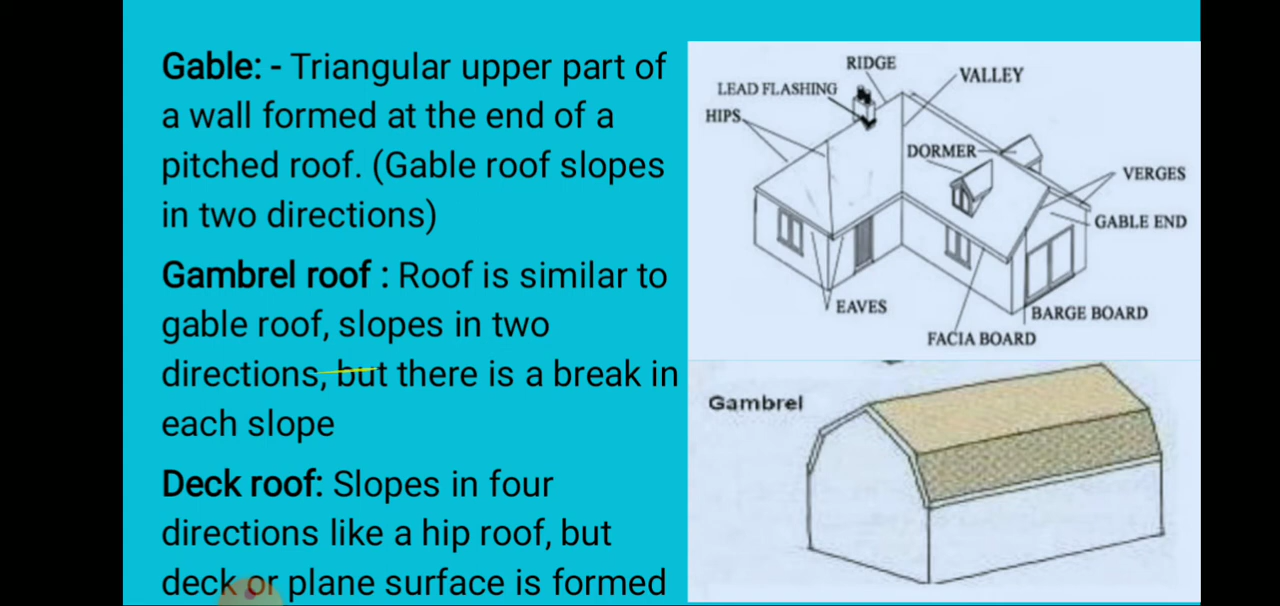 Gable: - Triangular upper part of
a wall formed at the end of a
pitched roof. (Gable roof slopes
in two directions)
Gambrel roof : Roof is similar to
gable roof, slopes in two
directions, but there is a break in
each slope
Deck roof: Slopes in four
directions like a hip roof, but
deck or plane surface is formed
RIDGE
VALLEY
LEAD FLASHING
HIPS
DORMER
VERGES
GABLE END
EAVES
BARGE BOARD
FACIA BOARD
Gambrel